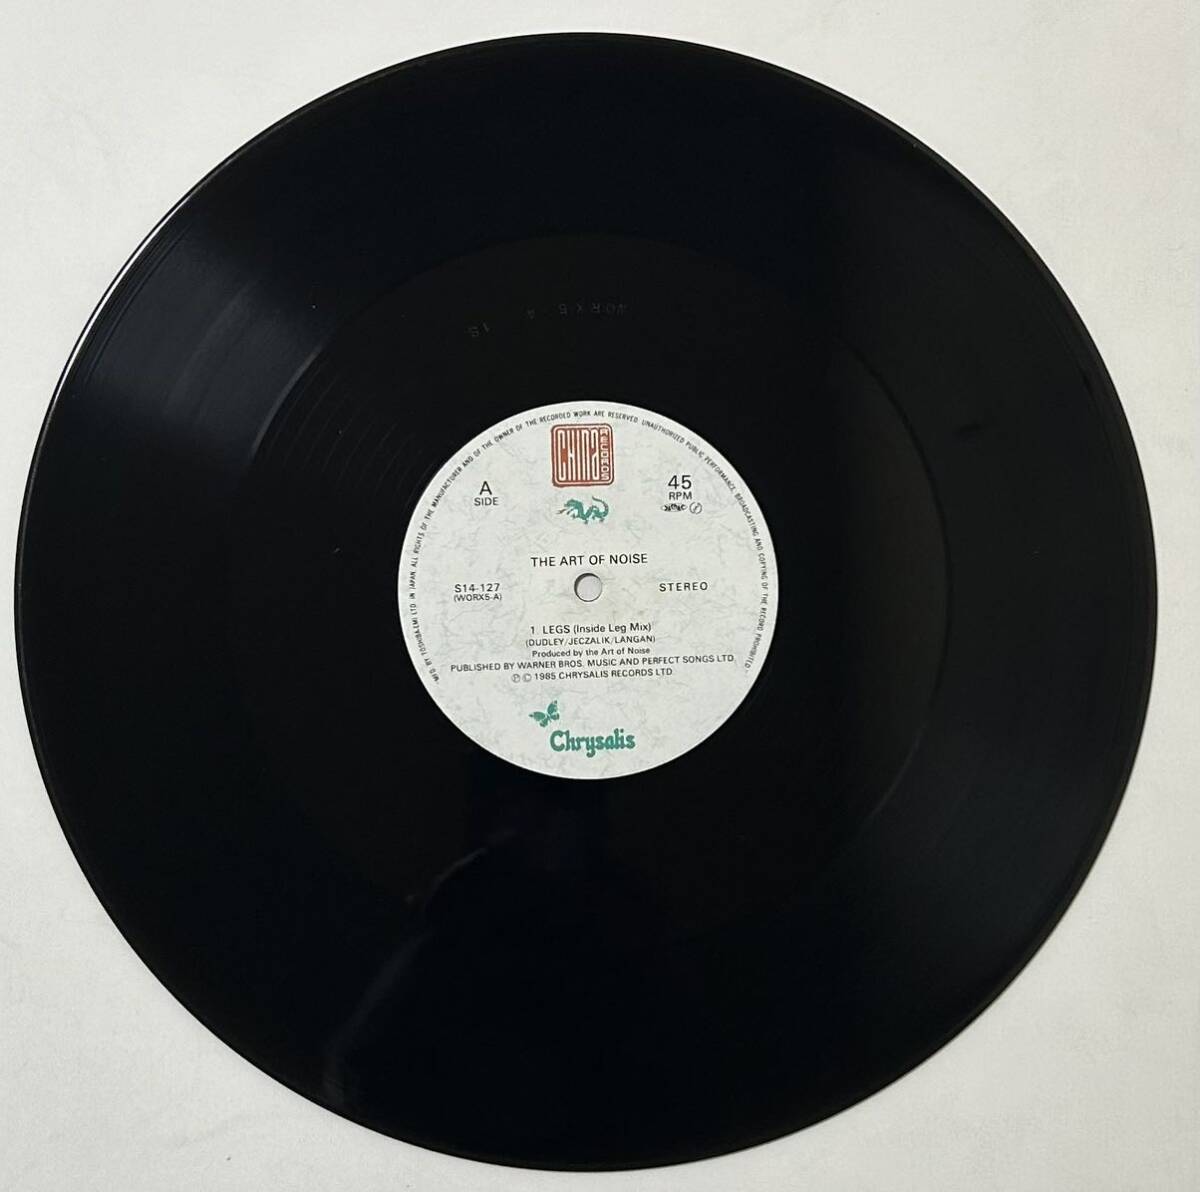 WORX5 A 1S
"MFD. BY TOSHIBA-EMI LTD. IN JAPAN. ALL RIGHTS OF THE MANUFACTURER AND OF THE OWNER OF THE RECORDED WORK ARE RESERVED. UNAUTHORIZED PUBLIC PERFORMANCE, BROADCASTING AND COPYING OF THE RECORD PROHIBITED."
CHINA
RECORDS
A
SIDE
45
RPM
THE ART OF NOISE
S14-127
(WORX5-A)
STEREO
1. LEGS (Inside Leg Mix)
(DUDLEY/JECZALIK/LANGAN)
Produced by the Art of Noise
PUBLISHED BY WARNER BROS. MUSIC AND PERFECT SONGS LTD.
Ⓟ © 1985 CHRYSALIS RECORDS LTD.
Chrysalis